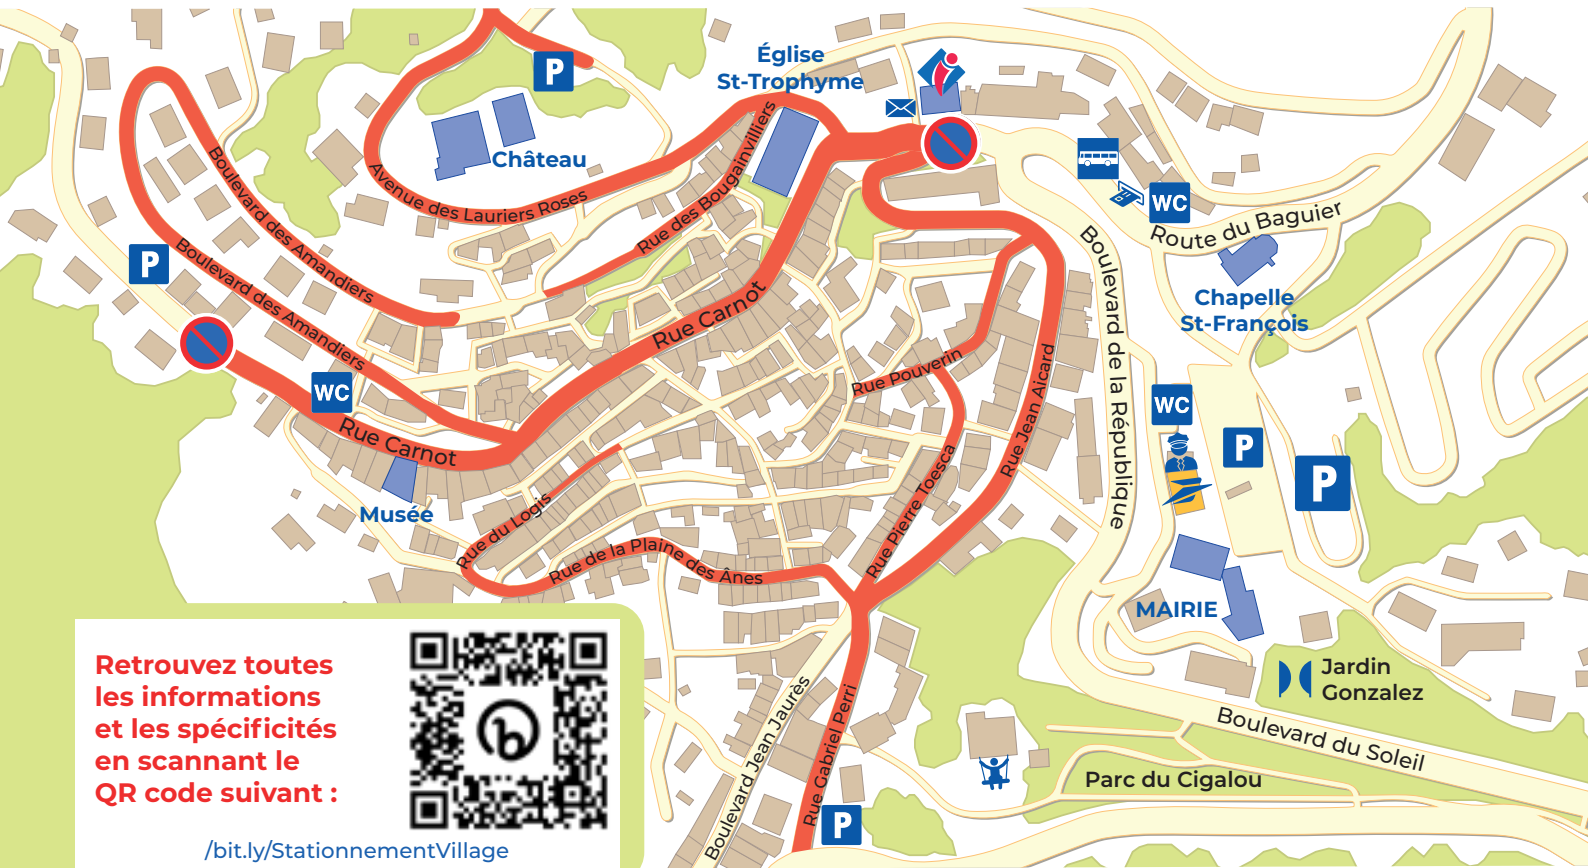 Église
St-Trophyme
P
Château
Avenue des Lauriers Roses
Rue des Bougainvilliers
Boulevard des Amandiers
P
Boulevard des Amandiers
WC
Route du Baguier
Boulevard de la République
Chapelle
St-François
Rue Carnot
Rue Pouverin
Rue Jean Aicard
WC
Rue Carnot
WC
P
P
Musée
Rue du Logis
Rue de la Plaine des Ânes
Rue Pierre Toesca
MAIRIE
Jardin
Gonzalez
Boulevard du Soleil
Parc du Cigalou
Boulevard Jean Jaurès
Rue Gabriel Perri
P
Retrouvez toutes
les informations
et les spécificités
en scannant le
QR code suivant :
b
/bit.ly/StationnementVillage